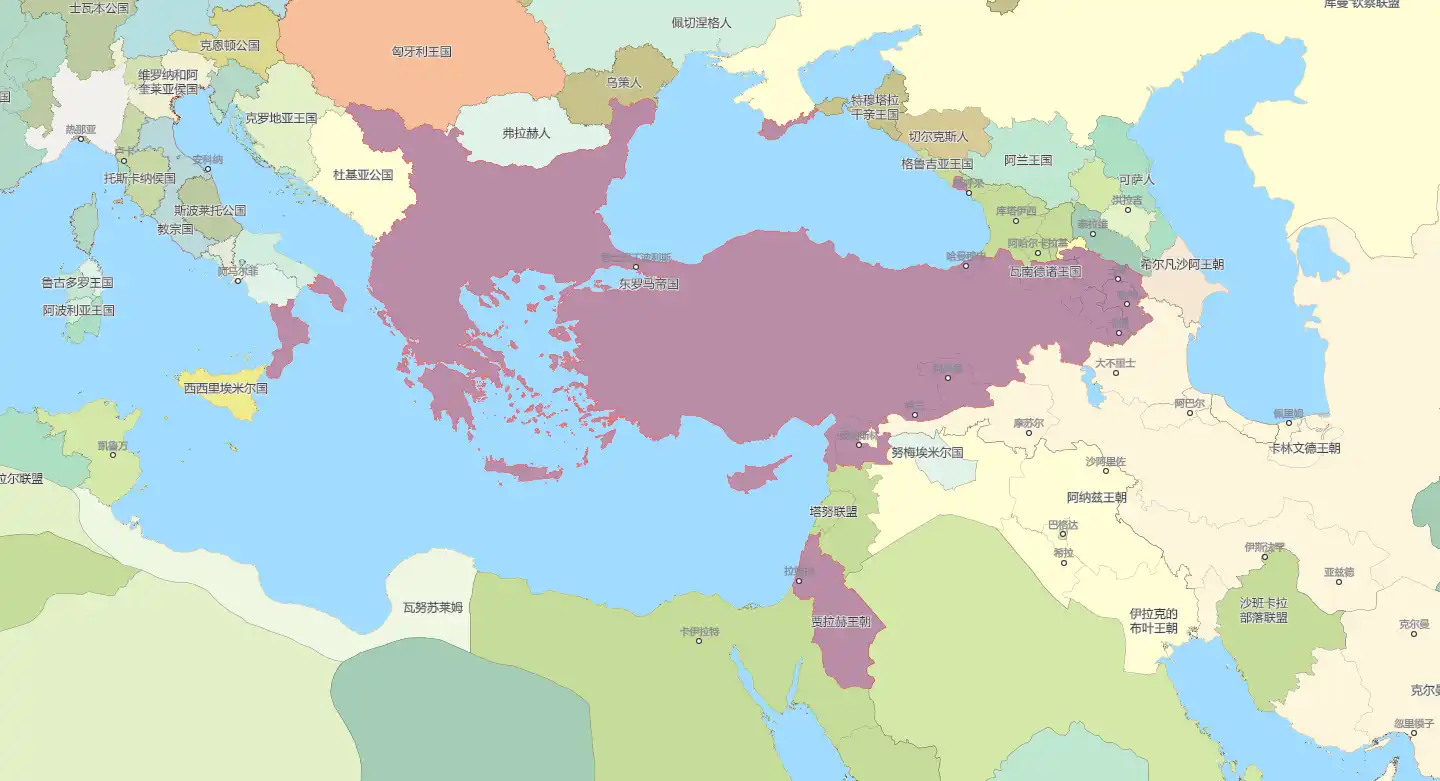 士瓦本公国
库曼-钦察联盟
佩切涅格人
克恩顿公国
匈牙利王国
维罗纳和阿
奎莱亚侯国
乌策人
国
特穆塔拉
干亲王国
克罗地亚王国
热那亚
弗拉赫人
切尔克斯人
卢卡
安科纳
格鲁吉亚王国
阿兰王国
托斯卡纳侯国
杜基亚公国
可萨人
洪拉吉
斯波莱托公国
库塔伊西
教宗国
泰拉维
阿哈尔卡拉基
哈曼
希尔凡沙阿王朝
瓦南德诸王国
阿马尔菲
鲁古多罗王国
东罗马帝国
阿波利亚王国
大不里士
西西里埃米尔国
阿巴尔
佩里姆
摩苏尔
凯鲁万
卡林文德王朝
努梅埃米尔国
沙阿里佐
拉尔联盟
阿纳兹王朝
塔努联盟
巴格达
伊斯法罕
希拉
拉
亚兹德
瓦努苏莱姆
沙班卡拉
部落联盟
伊拉克的
布叶王朝
贾拉赫王朝
卡伊拉特
克尔曼
克尔曼
忽里模子